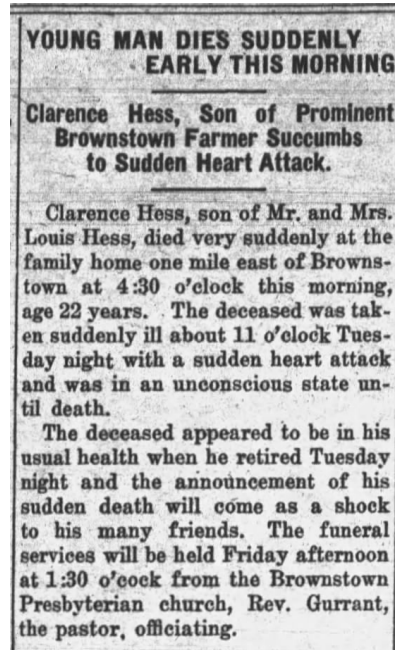 YOUNG MAN DIES SUDDENLY
EARLY THIS MORNING
Clarence Hess, Son of Prominent
Brownstown Farmer Succumbs
to Sudden Heart Attack.
Clarence Hess, son of Mr. and Mrs.
Louis Hess, died very suddenly at the
family home one mile east of Browns-
town at 4:30 o'clock this morning,
age 22 years. The deceased was tak-
en suddenly ill about 11 o'clock Tues-
day night with a sudden heart attack
and was in an unconscious state un-
til death.
The deceased appeared to be in his
usual health when he retired Tuesday
night and the announcement of his
sudden death will come as a shock
to his many friends. The funeral
services will be held Friday afternoon
at 1:30 o'cock from the Brownstown
Presbyterian church, Rev. Gurrant,
the pastor, officiating.